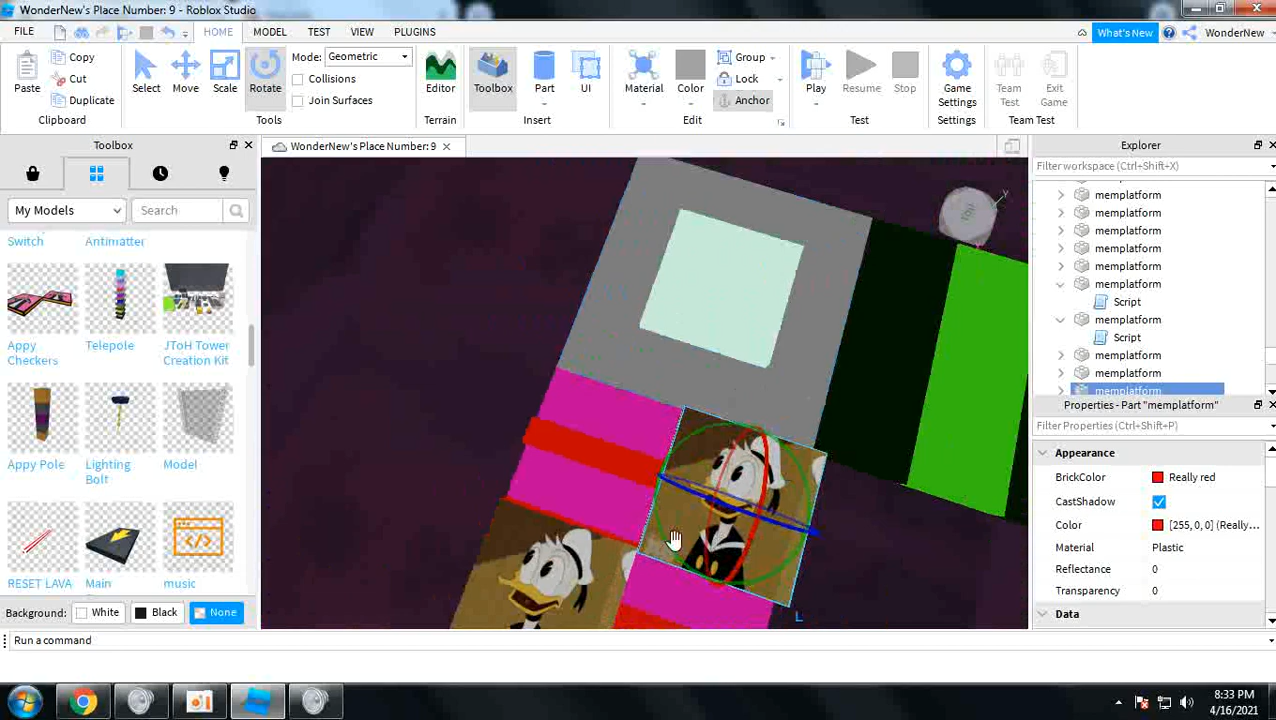 WonderNew's Place Number: 9 - Roblox Studio
FILE HOME MODEL TEST VIEW PLUGINS What's New WonderNew
Paste Copy Cut Duplicate Clipboard
Select Move Scale Rotate Mode: Geometric Collisions Join Surfaces Tools
Editor Terrain
Toolbox Part UI Insert
Material Color Group Lock Anchor Edit
Play Resume Stop Test
Game Settings Settings
Team Test Exit Game Team Test
Toolbox
WonderNew's Place Number: 9
Explorer
My Models Search
Filter workspace (Ctrl+Shift+X)
Switch Antimatter
Appy Checkers Telepole JToH Tower Creation Kit
Appy Pole Lighting Bolt Model
RESET LAVA Main music
Background: White Black None
TOP
Y
L
memplatform
memplatform
memplatform
memplatform
memplatform
memplatform
Script
memplatform
Script
memplatform
memplatform
memplatform
Properties - Part "memplatform"
Filter Properties (Ctrl+Shift+P)
Appearance
BrickColor Really red
CastShadow
Color [255, 0, 0] (Really...
Material Plastic
Reflectance 0
Transparency 0
Data
Run a command
8:33 PM
4/16/2021